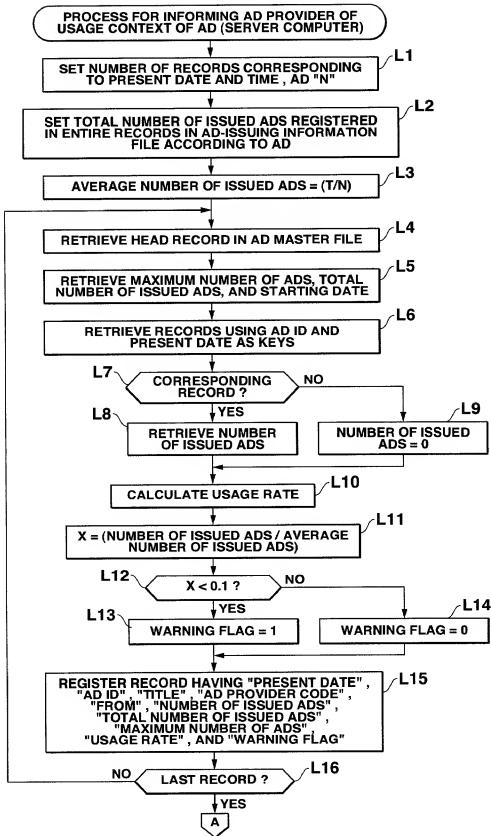 PROCESS FOR INFORMING AD PROVIDER OF
USAGE CONTEXT OF AD (SERVER COMPUTER)
L1
SET NUMBER OF RECORDS CORRESPONDING
TO PRESENT DATE AND TIME , AD "N"
L2
SET TOTAL NUMBER OF ISSUED ADS REGISTERED
IN ENTIRE RECORDS IN AD-ISSUING INFORMATION
FILE ACCORDING TO AD
L3
AVERAGE NUMBER OF ISSUED ADS = (T/N)
L4
RETRIEVE HEAD RECORD IN AD MASTER FILE
L5
RETRIEVE MAXIMUM NUMBER OF ADS, TOTAL
NUMBER OF ISSUED ADS, AND STARTING DATE
L6
RETRIEVE RECORDS USING AD ID AND
PRESENT DATE AS KEYS
L7
CORRESPONDING
RECORD ?
NO
YES
L8
RETRIEVE NUMBER
OF ISSUED ADS
L9
NUMBER OF ISSUED
ADS = 0
L10
CALCULATE USAGE RATE
L11
X = (NUMBER OF ISSUED ADS / AVERAGE
NUMBER OF ISSUED ADS)
L12
X < 0.1 ?
NO
YES
L13
WARNING FLAG = 1
L14
WARNING FLAG = 0
L15
REGISTER RECORD HAVING "PRESENT DATE" ,
"AD ID" , "TITLE" , "AD PROVIDER CODE" ,
"FROM" , "NUMBER OF ISSUED ADS" ,
"TOTAL NUMBER OF ISSUED ADS" ,
"MAXIMUM NUMBER OF ADS" ,
"USAGE RATE" , AND "WARNING FLAG"
L16
NO
LAST RECORD ?
YES
A